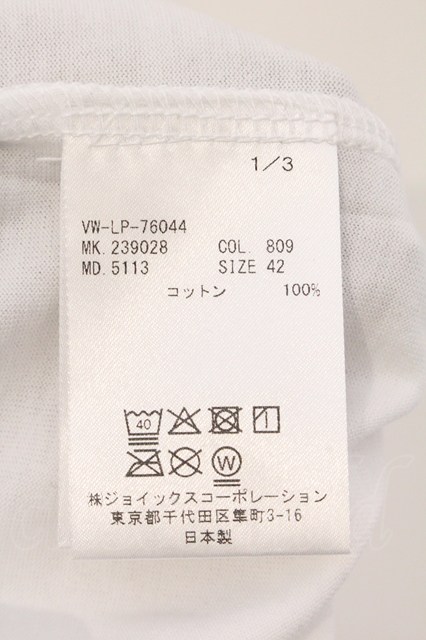 1/3
VW-LP-76044
MK. 239028 COL. 809
MD. 5113 SIZE 42
コットン 100%
40
W
株ジョイックスコーポレーション
東京都千代田区隼町3-16
日本製